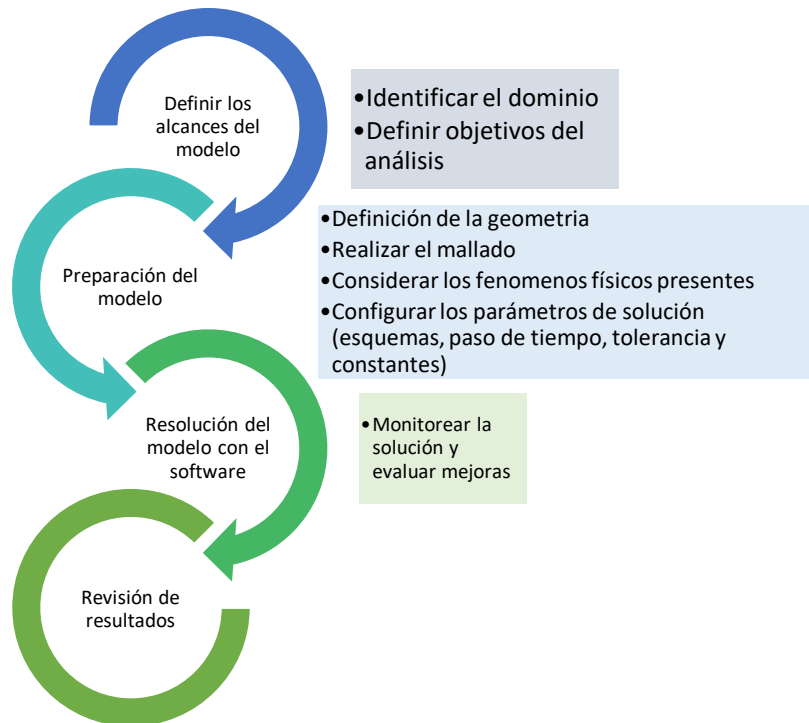 Definir los
alcances del
modelo
•Identificar el dominio
•Definir objetivos del
análisis
Preparación del
modelo
•Definición de la geometria
•Realizar el mallado
•Considerar los fenomenos físicos presentes
•Configurar los parámetros de solución
(esquemas, paso de tiempo, tolerancia y
constantes)
Resolución del
modelo con el
software
•Monitorear la
solución y
evaluar mejoras
Revisión de
resultados